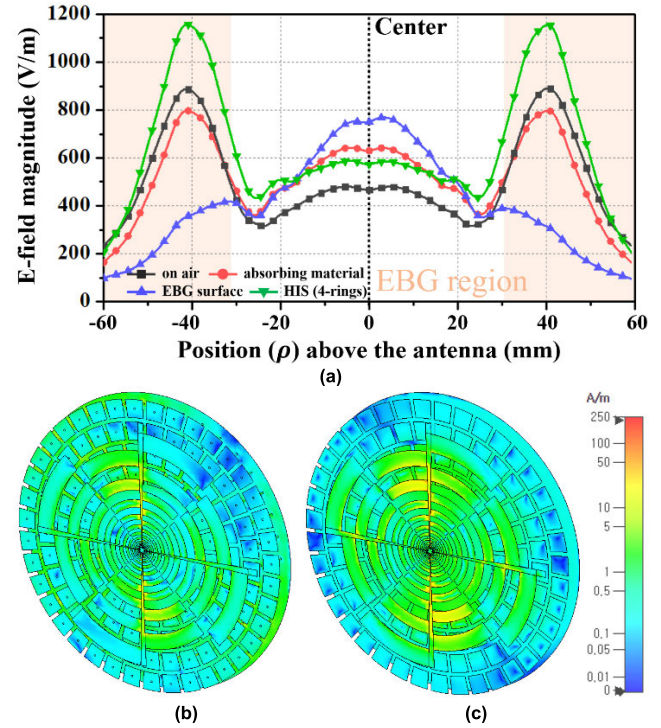 1200
1000
800
600
400
200
0
E-field magnitude (V/m)
Center
on air
absorbing material
EBG surface
HIS (4-rings)
EBG region
-60 -40 -20 0 20 40 60
Position (ρ) above the antenna (mm)
(a)
A/m
250
100
50
10
5
1
0.5
0,1
0.05
0.01
0
(b)
(c)